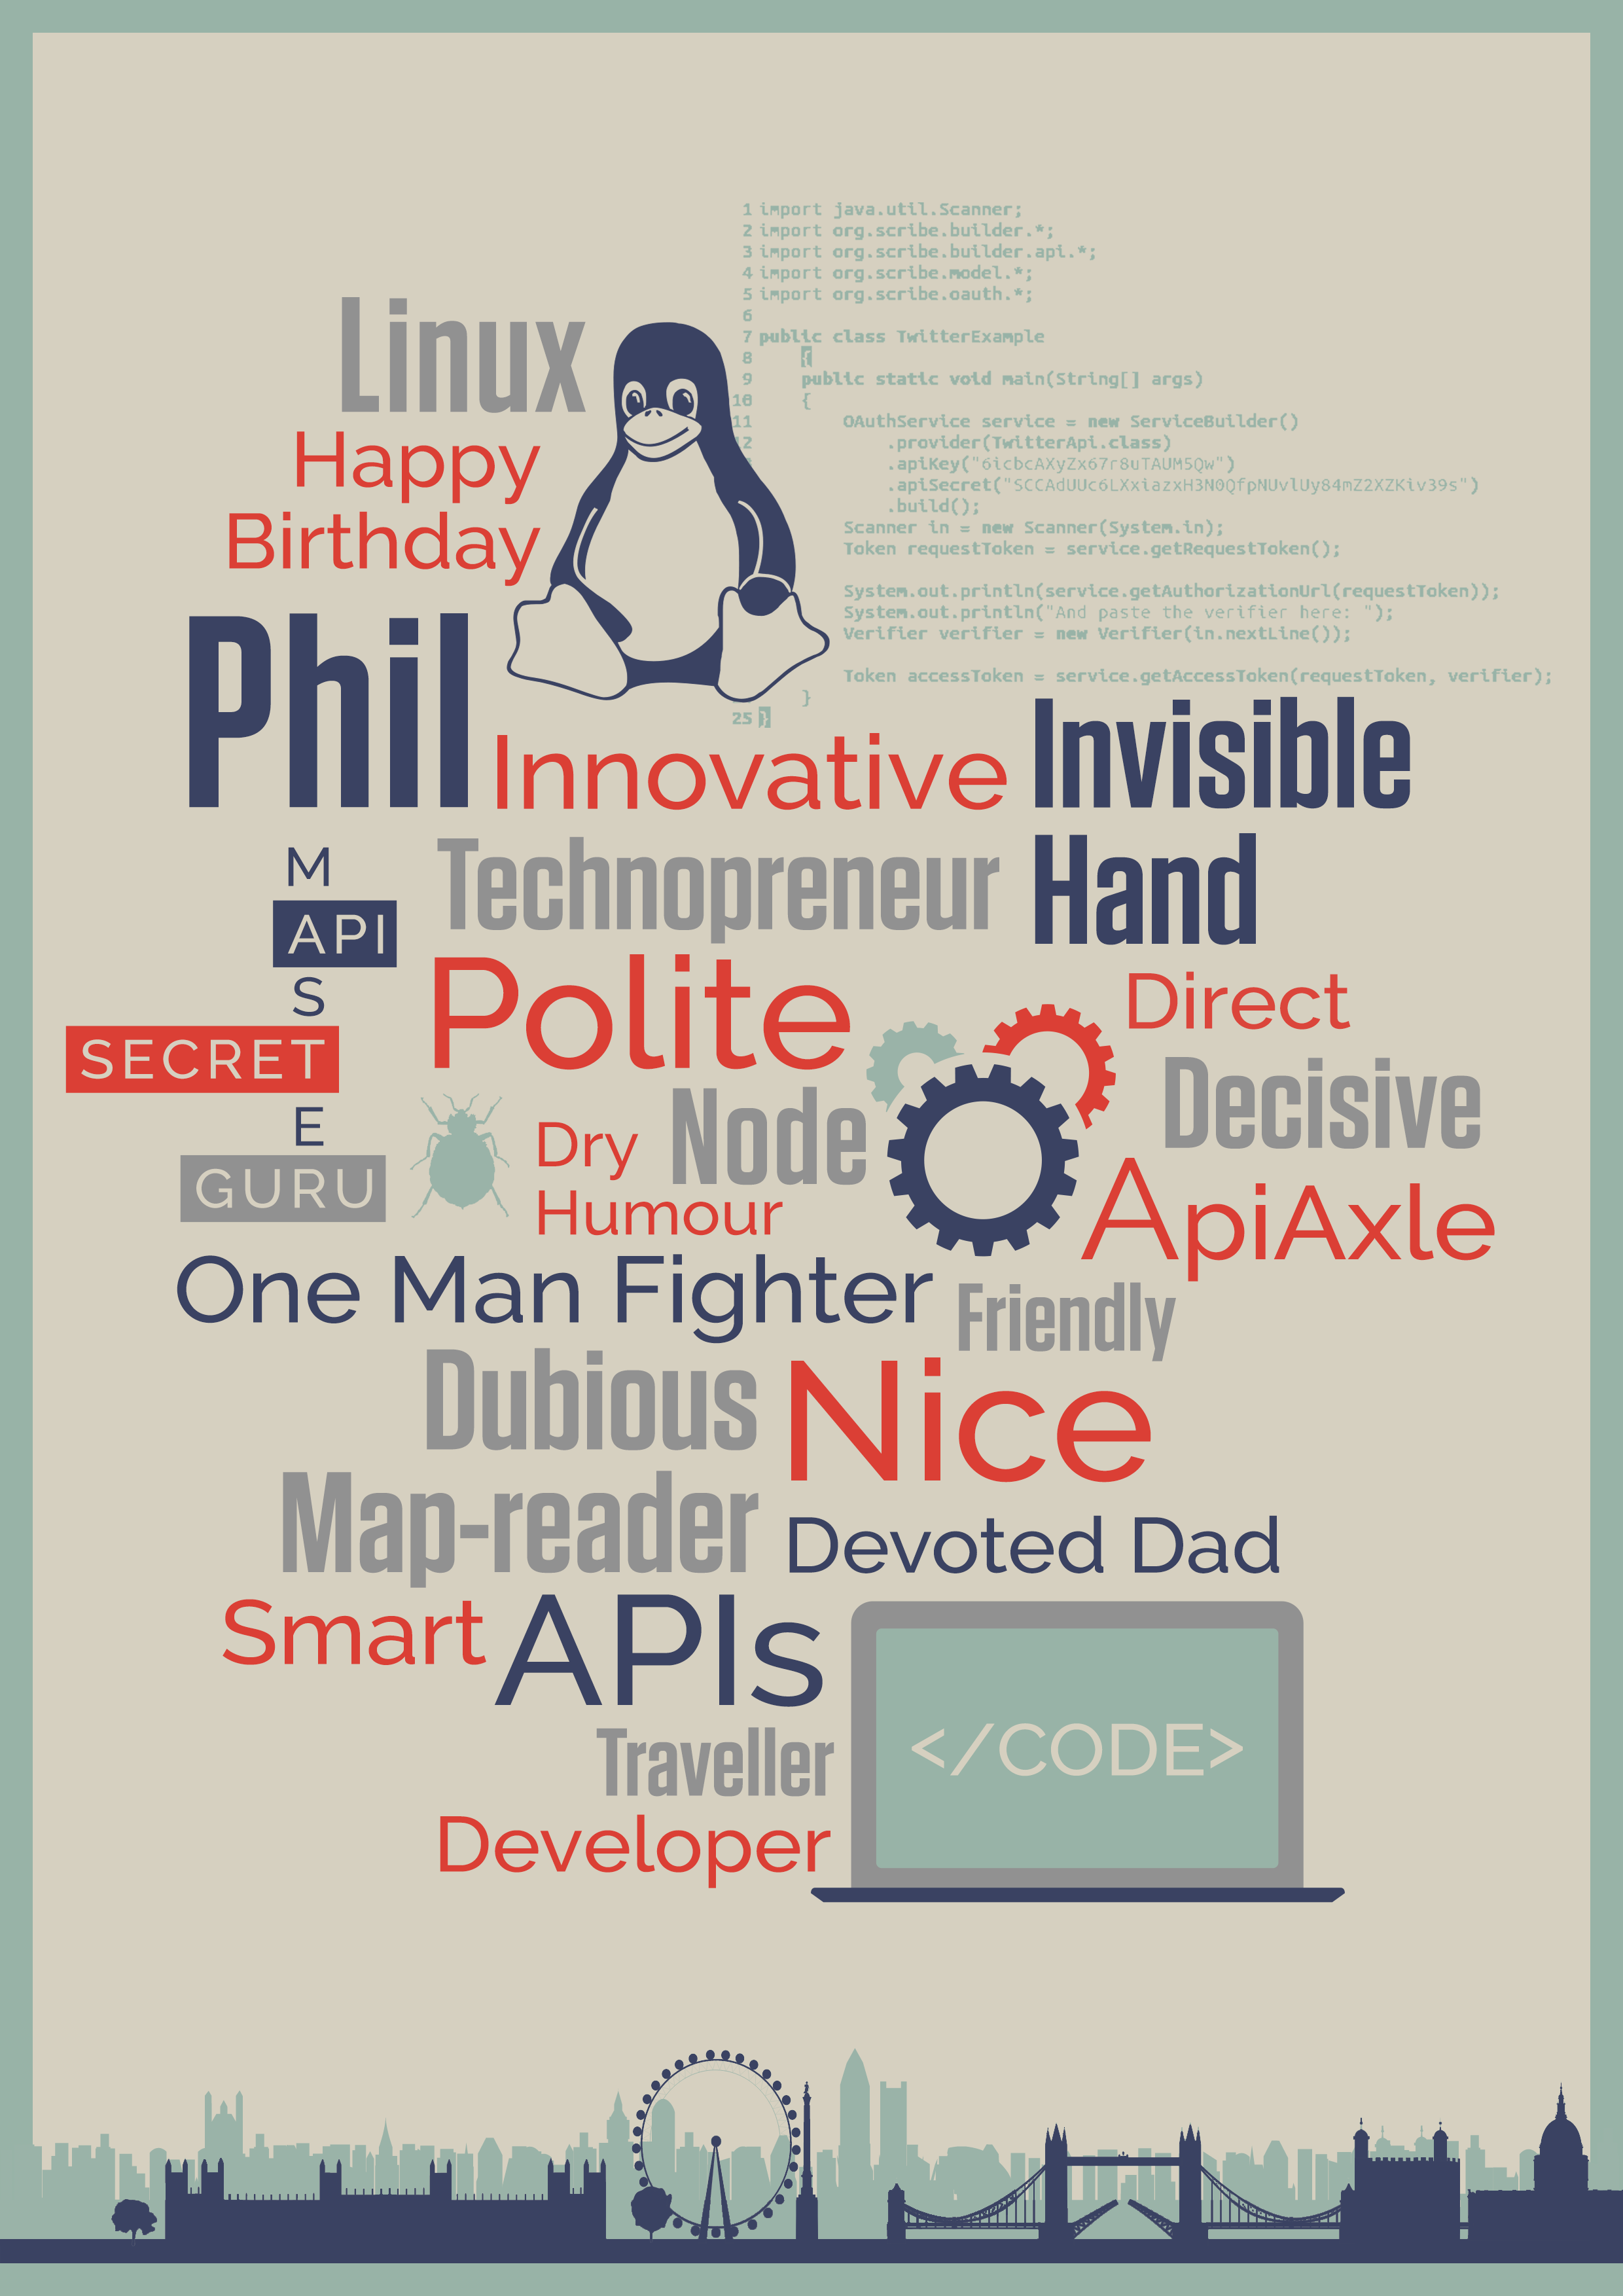 1 import java.util.Scanner;
2 import org.scribe.builder.*;
3 import org.scribe.builder.api.*;
4 import org.scribe.model.*;
5 import org.scribe.oauth.*;
6
7 public class TwitterExample
8 {
9 public static void main(String[] args)
10 {
11 OAuthService service = new ServiceBuilder()
12 .provider(TwitterApi.class)
.apiKey("6icbcAXyZx67r8uTAUM5Qw")
.apiSecret("SCCAdUUc6LXxiazxH3N0QfpNUvlUy84mZ2XZKiv39s")
.build();
Scanner in = new Scanner(System.in);
Token requestToken = service.getRequestToken();
System.out.println(service.getAuthorizationUrl(requestToken));
System.out.println("And paste the verifier here: ");
Verifier verifier = new Verifier(in.nextLine());
Token accessToken = service.getAccessToken(requestToken, verifier);
}
25 }
Linux
Happy
Birthday
Phil
Innovative
Invisible
Hand
Technopreneur
M
API
S
SECRET
E
GURU
Polite
Direct
Decisive
Dry
Humour
Node
ApiAxle
One Man Fighter
Friendly
Dubious
Map-reader
Nice
Devoted Dad
Smart
APIs
Traveller
Developer
</CODE>